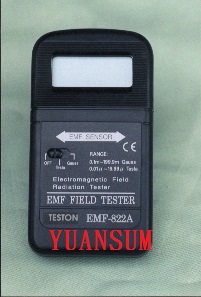 EMF SENSOR
RANGE:
0.1m-199.9m Gauss
0.01μ-19.99μ Tesla
OFF Tesla Gauss
CE
Electromagnetic Field
Radiation Tester
EMF FIELD TESTER
TESTON EMF-822A
YUANSUM